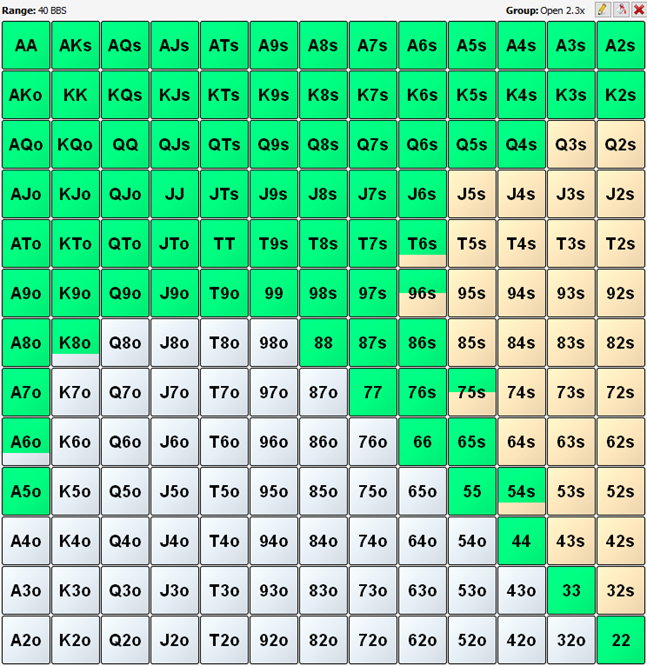 Range: 40 BBS Group: Open 2.3x
AA AKs AQs AJs ATs A9s A8s A7s A6s A5s A4s A3s A2s
AKo KK KQs KJs KTs K9s K8s K7s K6s K5s K4s K3s K2s
AQo KQo QQ QJs QTs Q9s Q8s Q7s Q6s Q5s Q4s Q3s Q2s
AJo KJo QJo JJ JTs J9s J8s J7s J6s J5s J4s J3s J2s
ATo KTo QTo JTo TT T9s T8s T7s T6s T5s T4s T3s T2s
A9o K9o Q9o J9o T9o 99 98s 97s 96s 95s 94s 93s 92s
A8o K8o Q8o J8o T8o 98o 88 87s 86s 85s 84s 83s 82s
A7o K7o Q7o J7o T7o 97o 87o 77 76s 75s 74s 73s 72s
A6o K6o Q6o J6o T6o 96o 86o 76o 66 65s 64s 63s 62s
A5o K5o Q5o J5o T5o 95o 85o 75o 65o 55 54s 53s 52s
A4o K4o Q4o J4o T4o 94o 84o 74o 64o 54o 44 43s 42s
A3o K3o Q3o J3o T3o 93o 83o 73o 63o 53o 43o 33 32s
A2o K2o Q2o J2o T2o 92o 82o 72o 62o 52o 42o 32o 22